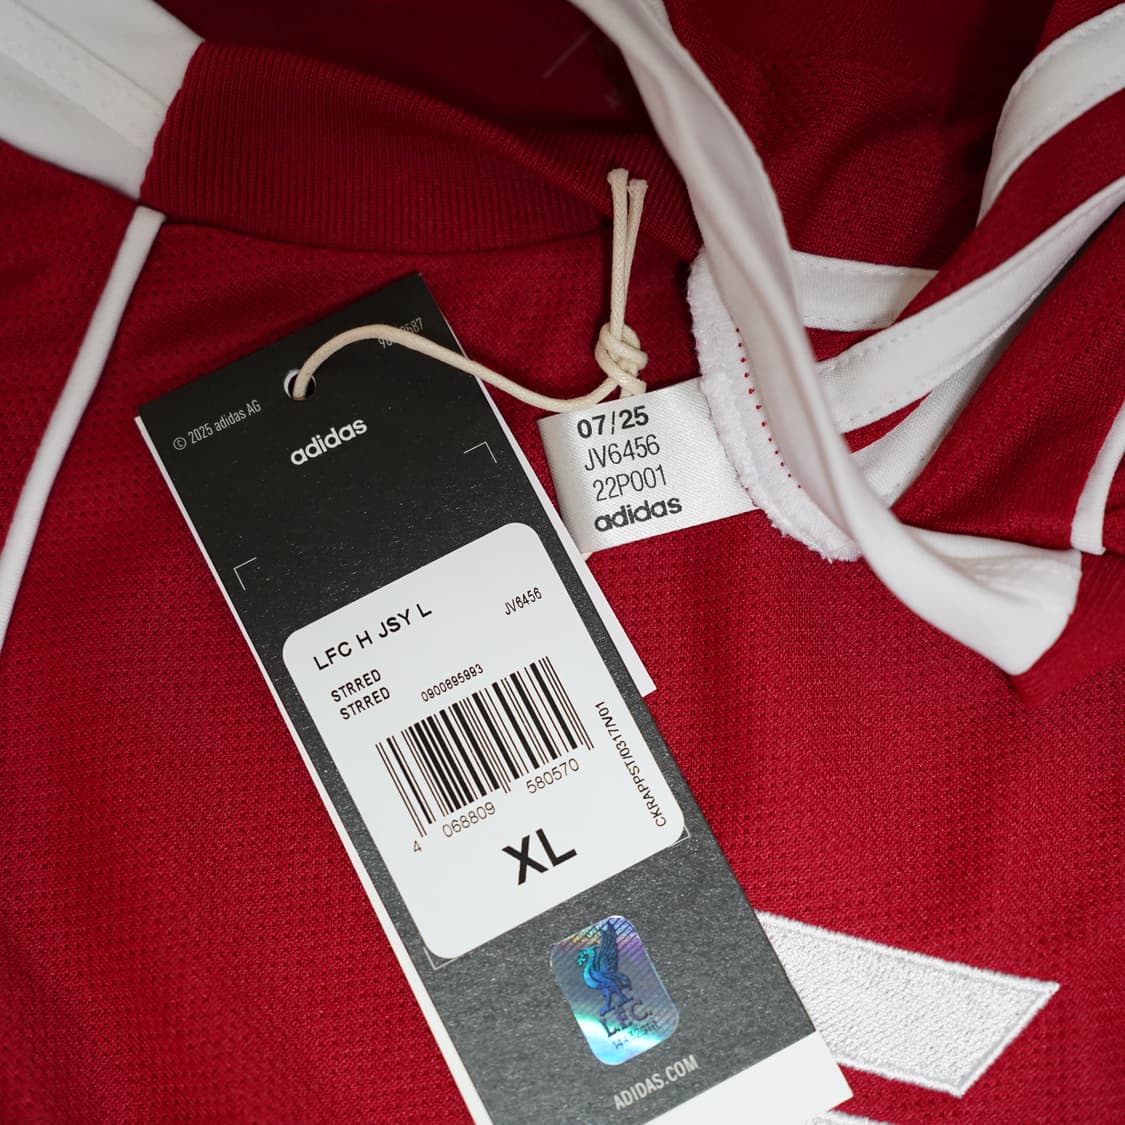 © 2025 adidas AG
adidas
07/25
JV6456
22P001
adidas
LFC H JSY L
JV6456
STRRED
STRRED
0900895993
4 068809 580570
CKRAPPST/0317/V01
XL
L.F.C.
ADIDAS.COM